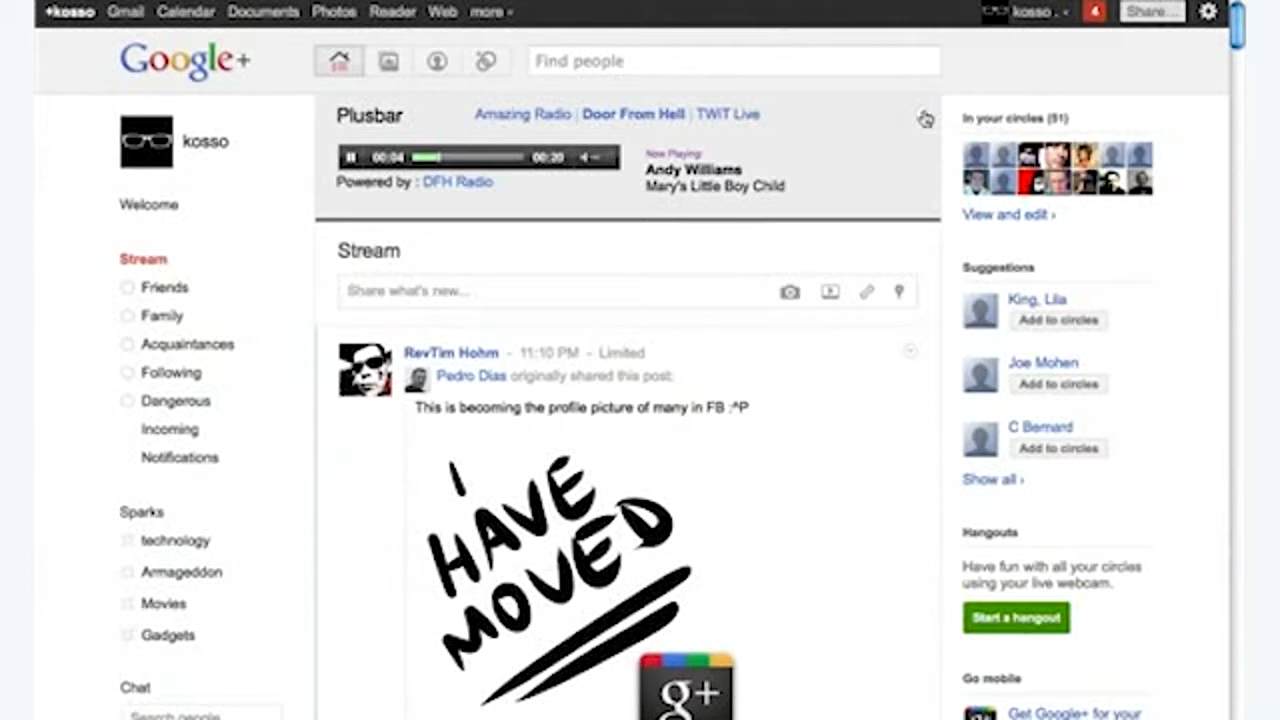 +kosso Gmail Calendar Documents Photos Reader Web more
kosso . 4 Share...
Google+
Find people
kosso
Welcome
Stream
Friends
Family
Acquaintances
Following
Dangerous
Incoming
Notifications
Sparks
technology
Armageddon
Movies
Gadgets
Chat
Search people
Plusbar
Amazing Radio | Door From Hell | TWiT Live
00:04 00:20
Powered by : DFH Radio
Now Playing:
Andy Williams
Mary's Little Boy Child
Stream
Share what's new...
RevTim Hohm - 11:10 PM - Limited
Pedro Dias originally shared this post:
This is becoming the profile picture of many in FB :^P
I
HAVE
MOVED
g+
In your circles (51)
View and edit ›
Suggestions
King, Lila
Add to circles
Joe Mohen
Add to circles
C Bernard
Add to circles
Show all ›
Hangouts
Have fun with all your circles
using your live webcam.
Start a hangout
Go mobile
Get Google+ for your